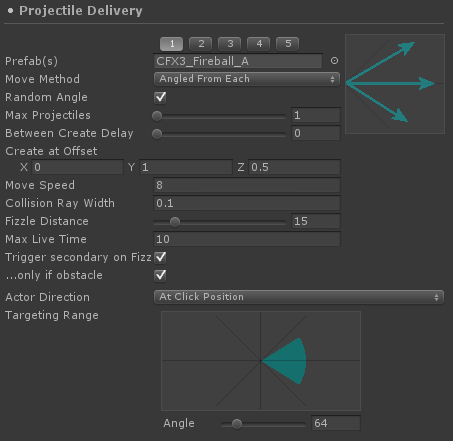 Projectile Delivery
1 2 3 4 5
Prefab(s) CFX3_Fireball_A
Move Method Angled From Each
Random Angle
Max Projectiles 1
Between Create Delay 0
Create at Offset
X 0 Y 1 Z 0.5
Move Speed 8
Collision Ray Width 0.1
Fizzle Distance 15
Max Live Time 10
Trigger secondary on Fizz
...only if obstacle
Actor Direction At Click Position
Targeting Range
Angle 64